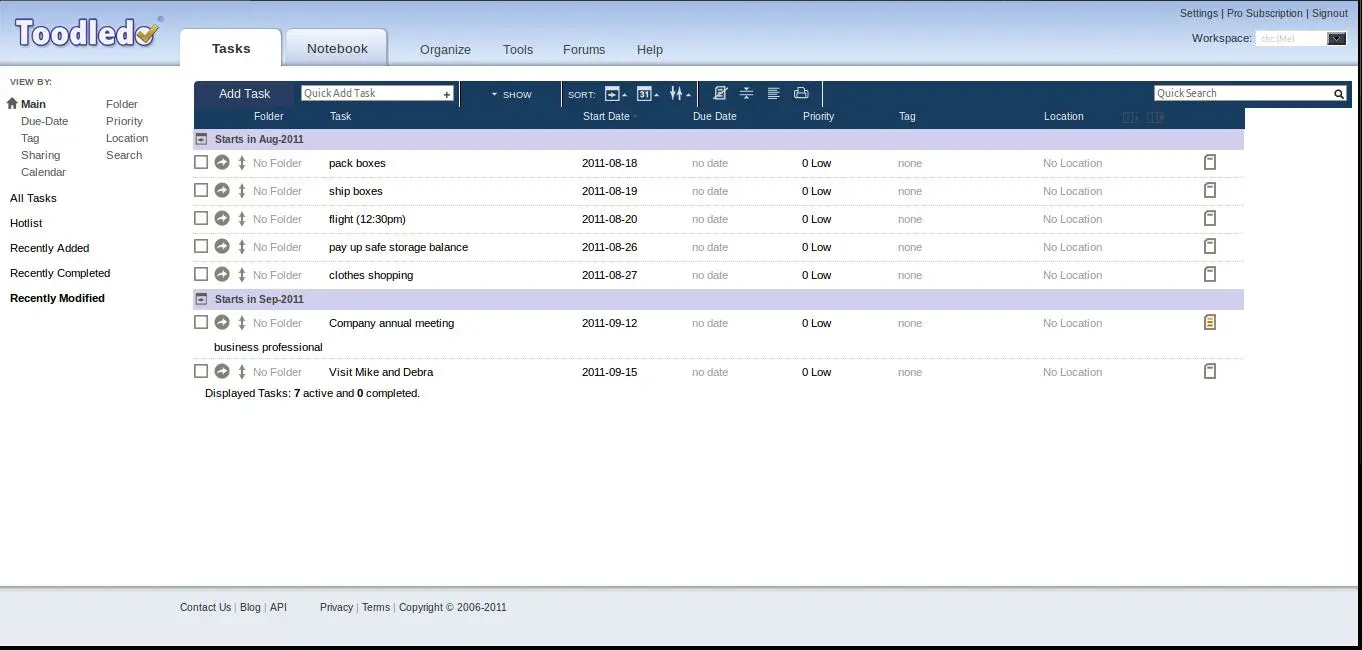 Settings | Pro Subscription | Signout
Toodledo®
Workspace: chc (Me)
Tasks Notebook Organize Tools Forums Help
VIEW BY:
Main Folder
Due-Date Priority
Tag Location
Sharing Search
Calendar
All Tasks
Hotlist
Recently Added
Recently Completed
Recently Modified
Add Task Quick Add Task + SHOW SORT: 31 Quick Search
Folder Task Start Date Due Date Priority Tag Location
Starts in Aug-2011
No Folder pack boxes 2011-08-18 no date 0 Low none No Location
No Folder ship boxes 2011-08-19 no date 0 Low none No Location
No Folder flight (12:30pm) 2011-08-20 no date 0 Low none No Location
No Folder pay up safe storage balance 2011-08-26 no date 0 Low none No Location
No Folder clothes shopping 2011-08-27 no date 0 Low none No Location
Starts in Sep-2011
No Folder Company annual meeting 2011-09-12 no date 0 Low none No Location
business professional
No Folder Visit Mike and Debra 2011-09-15 no date 0 Low none No Location
Displayed Tasks: 7 active and 0 completed.
Contact Us | Blog | API Privacy | Terms | Copyright © 2006-2011